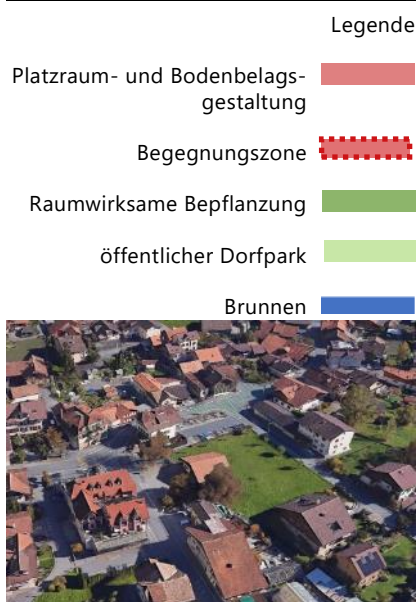 Legende
Platzraum- und Bodenbelags-
gestaltung
Begegnungszone
Raumwirksame Bepflanzung
öffentlicher Dorfpark
Brunnen